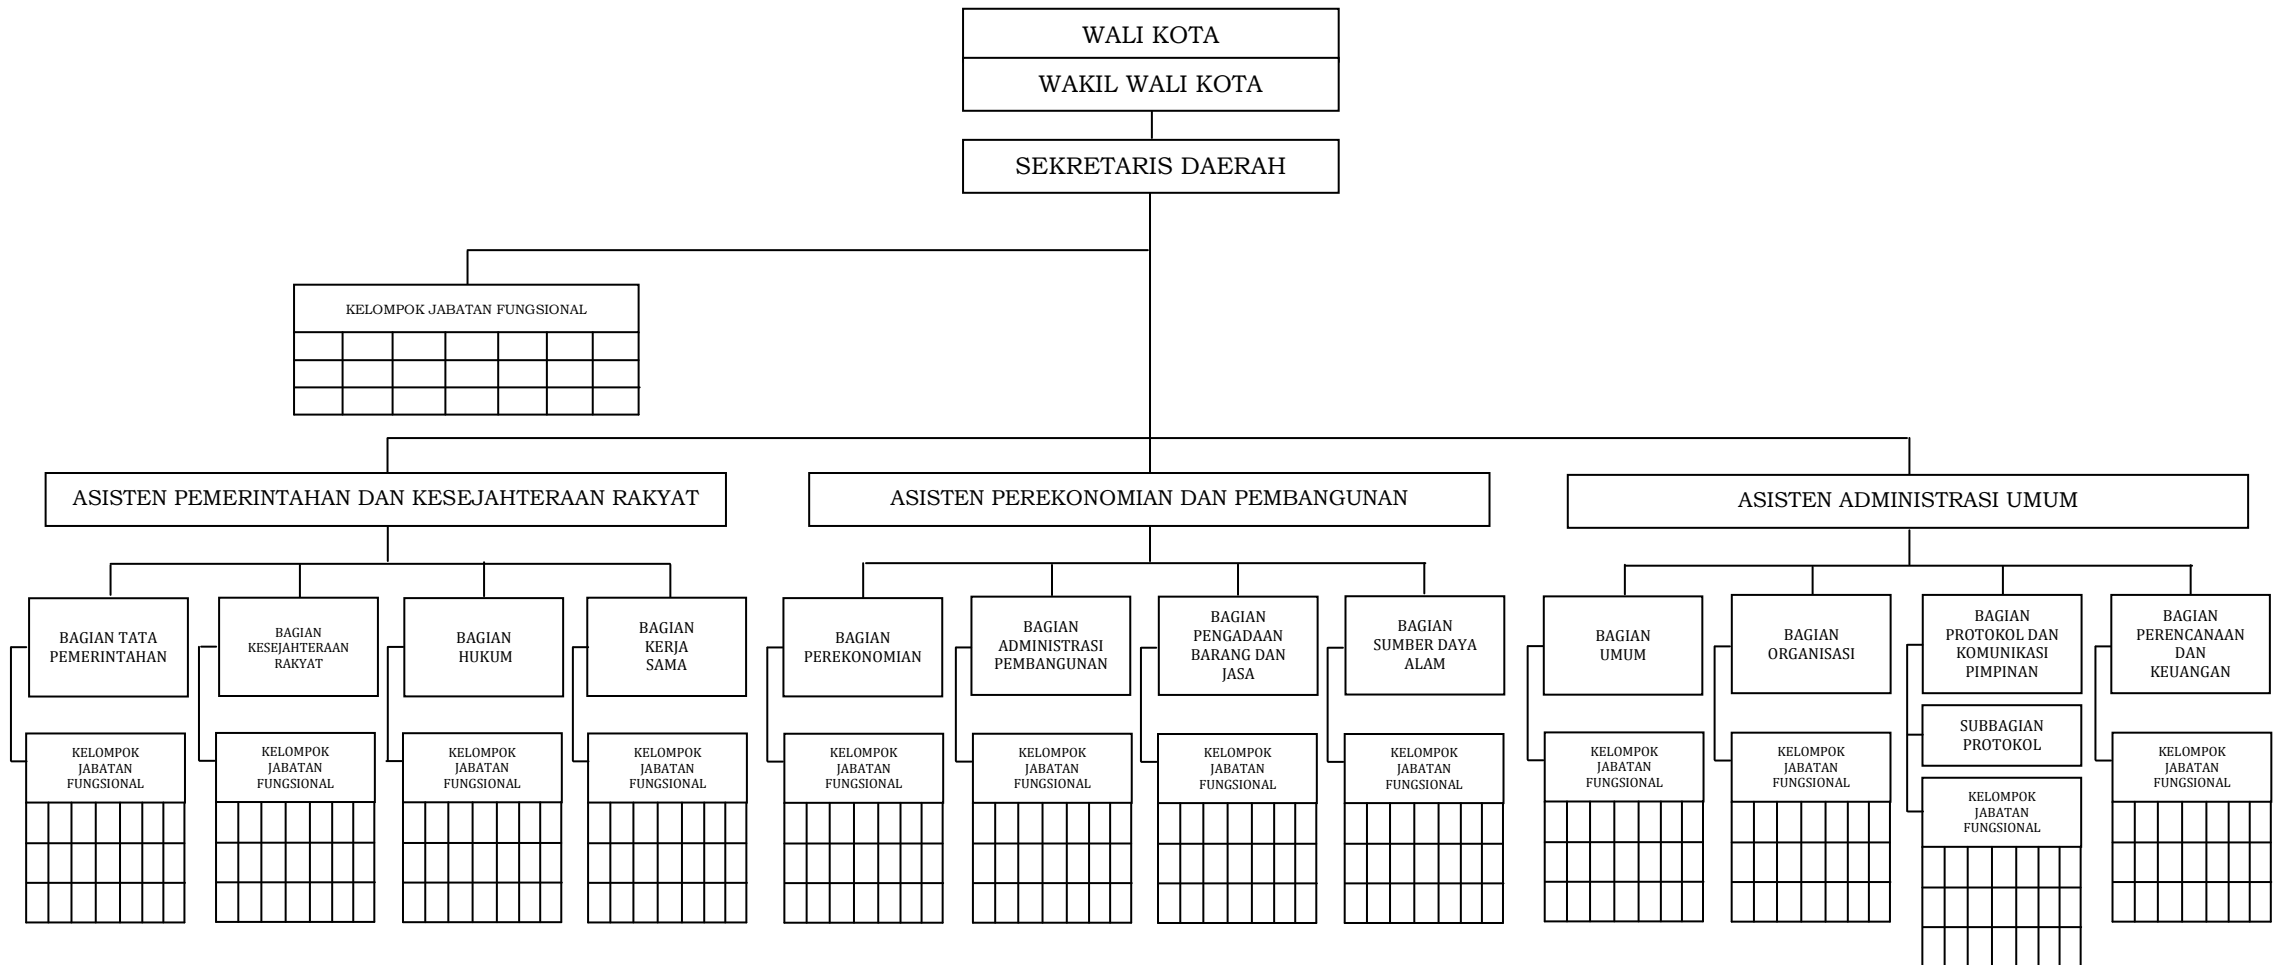 WALI KOTA
WAKIL WALI KOTA
SEKRETARIS DAERAH
KELOMPOK JABATAN FUNGSIONAL
ASISTEN PEMERINTAHAN DAN KESEJAHTERAAN RAKYAT
ASISTEN PEREKONOMIAN DAN PEMBANGUNAN
ASISTEN ADMINISTRASI UMUM
BAGIAN TATA
PEMERINTAHAN
BAGIAN
KESEJAHTERAAN
RAKYAT
BAGIAN
HUKUM
BAGIAN
KERJA
SAMA
BAGIAN
PEREKONOMIAN
BAGIAN
ADMINISTRASI
PEMBANGUNAN
BAGIAN
PENGADAAN
BARANG DAN
JASA
BAGIAN
SUMBER DAYA
ALAM
BAGIAN
UMUM
BAGIAN
ORGANISASI
BAGIAN
PROTOKOL DAN
KOMUNIKASI
PIMPINAN
BAGIAN
PERENCANAAN
DAN
KEUANGAN
SUBBAGIAN
PROTOKOL
KELOMPOK
JABATAN
FUNGSIONAL
KELOMPOK
JABATAN
FUNGSIONAL
KELOMPOK
JABATAN
FUNGSIONAL
KELOMPOK
JABATAN
FUNGSIONAL
KELOMPOK
JABATAN
FUNGSIONAL
KELOMPOK
JABATAN
FUNGSIONAL
KELOMPOK
JABATAN
FUNGSIONAL
KELOMPOK
JABATAN
FUNGSIONAL
KELOMPOK
JABATAN
FUNGSIONAL
KELOMPOK
JABATAN
FUNGSIONAL
KELOMPOK
JABATAN
FUNGSIONAL
KELOMPOK
JABATAN
FUNGSIONAL